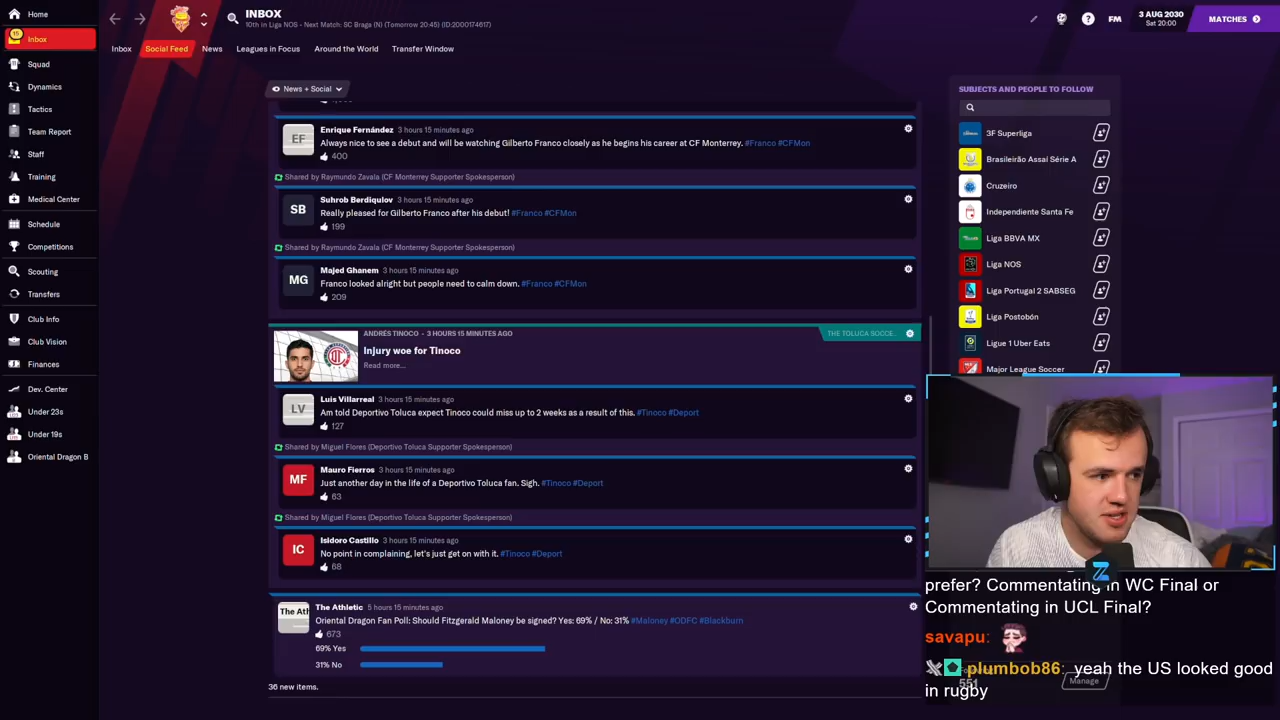 Home
Inbox
15
Squad
Dynamics
Tactics
Team Report
Staff
Training
Medical Center
Schedule
Competitions
Scouting
Transfers
Club Info
Club Vision
Finances
Dev. Center
Under 23s
Under 19s
Oriental Dragon B
INBOX
10th in Liga NOS - Next Match: SC Braga (N) (Tomorrow 20:45) (ID:2000174617)
FM
3 AUG 2030
Sat 20:00
MATCHES
Inbox
Social Feed
News
Leagues in Focus
Around the World
Transfer Window
News + Social
EF
Enrique Fernández 3 hours 15 minutes ago
Always nice to see a debut and will be watching Gilberto Franco closely as he begins his career at CF Monterrey. #Franco #CFMon
400
Shared by Raymundo Zavala (CF Monterrey Supporter Spokesperson)
SB
Suhrob Berdiqulov 3 hours 15 minutes ago
Really pleased for Gilberto Franco after his debut! #Franco #CFMon
199
Shared by Raymundo Zavala (CF Monterrey Supporter Spokesperson)
MG
Majed Ghanem 3 hours 15 minutes ago
Franco looked alright but people need to calm down. #Franco #CFMon
209
ANDRÉS TINOCO - 3 HOURS 15 MINUTES AGO
THE TOLUCA SOCCE...
Injury woe for Tinoco
Read more...
LV
Luis Villarreal 3 hours 15 minutes ago
Am told Deportivo Toluca expect Tinoco could miss up to 2 weeks as a result of this. #Tinoco #Deport
127
Shared by Miguel Flores (Deportivo Toluca Supporter Spokesperson)
MF
Mauro Fierros 3 hours 15 minutes ago
Just another day in the life of a Deportivo Toluca fan. Sigh. #Tinoco #Deport
63
Shared by Miguel Flores (Deportivo Toluca Supporter Spokesperson)
IC
Isidoro Castillo 3 hours 15 minutes ago
No point in complaining, let's just get on with it. #Tinoco #Deport
68
The Ath
The Athletic 5 hours 15 minutes ago
Oriental Dragon Fan Poll: Should Fitzgerald Maloney be signed? Yes: 69% / No: 31% #Maloney #ODFC #Blackburn
673
69% Yes
31% No
36 new items.
SUBJECTS AND PEOPLE TO FOLLOW
3F Superliga
Brasileirão Assaí Série A
Cruzeiro
Independiente Santa Fe
Liga BBVA MX
Liga NOS
Liga Portugal 2 SABSEG
Liga Postobón
Ligue 1 Uber Eats
Major League Soccer
prefer? Commentating in WC Final or
Commentating in UCL Final?
savapu:
plumbob86: yeah the US looked good
in rugby
551
Manage